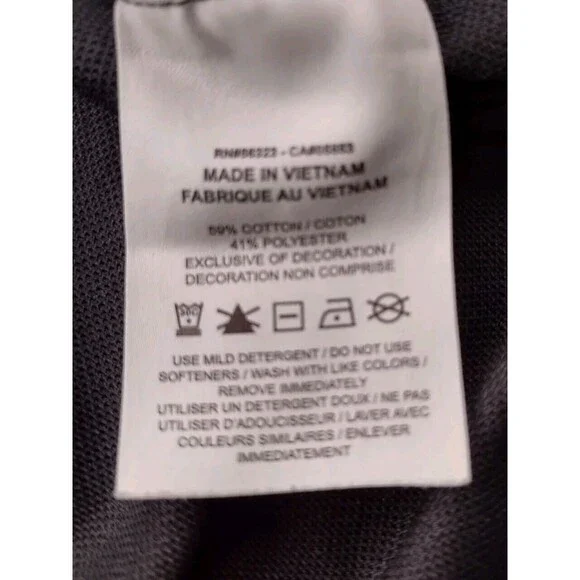 MADE IN VIETNAM
FABRIQUE AU VIETNAM
59% COTTON / COTON
41% POLYESTER
EXCLUSIVE OF DECORATION /
DECORATION NON COMPRISE
USE MILD DETERGENT / DO NOT USE
SOFTENERS / WASH WITH LIKE COLORS /
REMOVE IMMEDIATELY
UTILISER UN DETERGENT DOUX / NE PAS
UTILISER D'ADOUCISSEUR / LAVER AVEC
COULEURS SIMILAIRES / ENLEVER
IMMEDIATEMENT